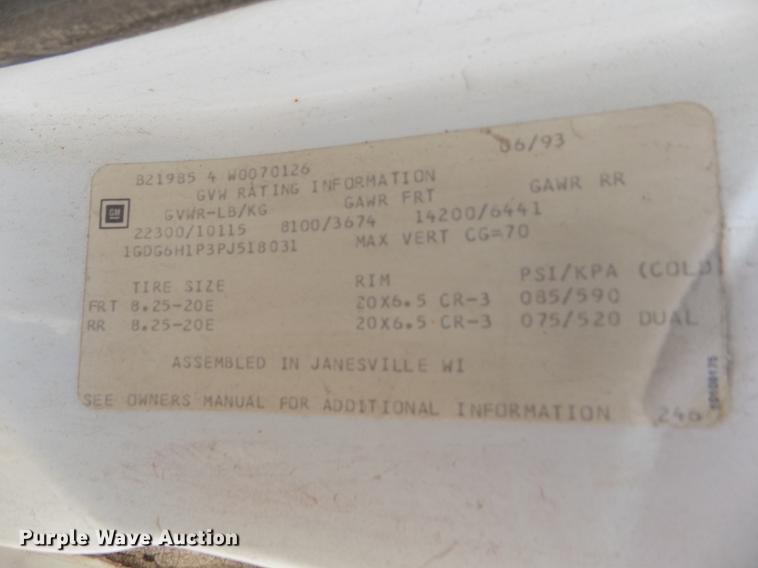 06/93
B21985 4 W0070126
GVW RATING INFORMATION
GM GVWR-LB/KG GAWR FRT GAWR RR
22300/10115 8100/3674 14200/6441
1GDG6H1P3PJ518031 MAX VERT CG=70
TIRE SIZE RIM PSI/KPA (COLD)
FRT 8.25-20E 20X6.5 CR-3 085/590
RR 8.25-20E 20X6.5 CR-3 075/520 DUAL
ASSEMBLED IN JANESVILLE WI
SEE OWNERS MANUAL FOR ADDITIONAL INFORMATION 246
Purple Wave Auction